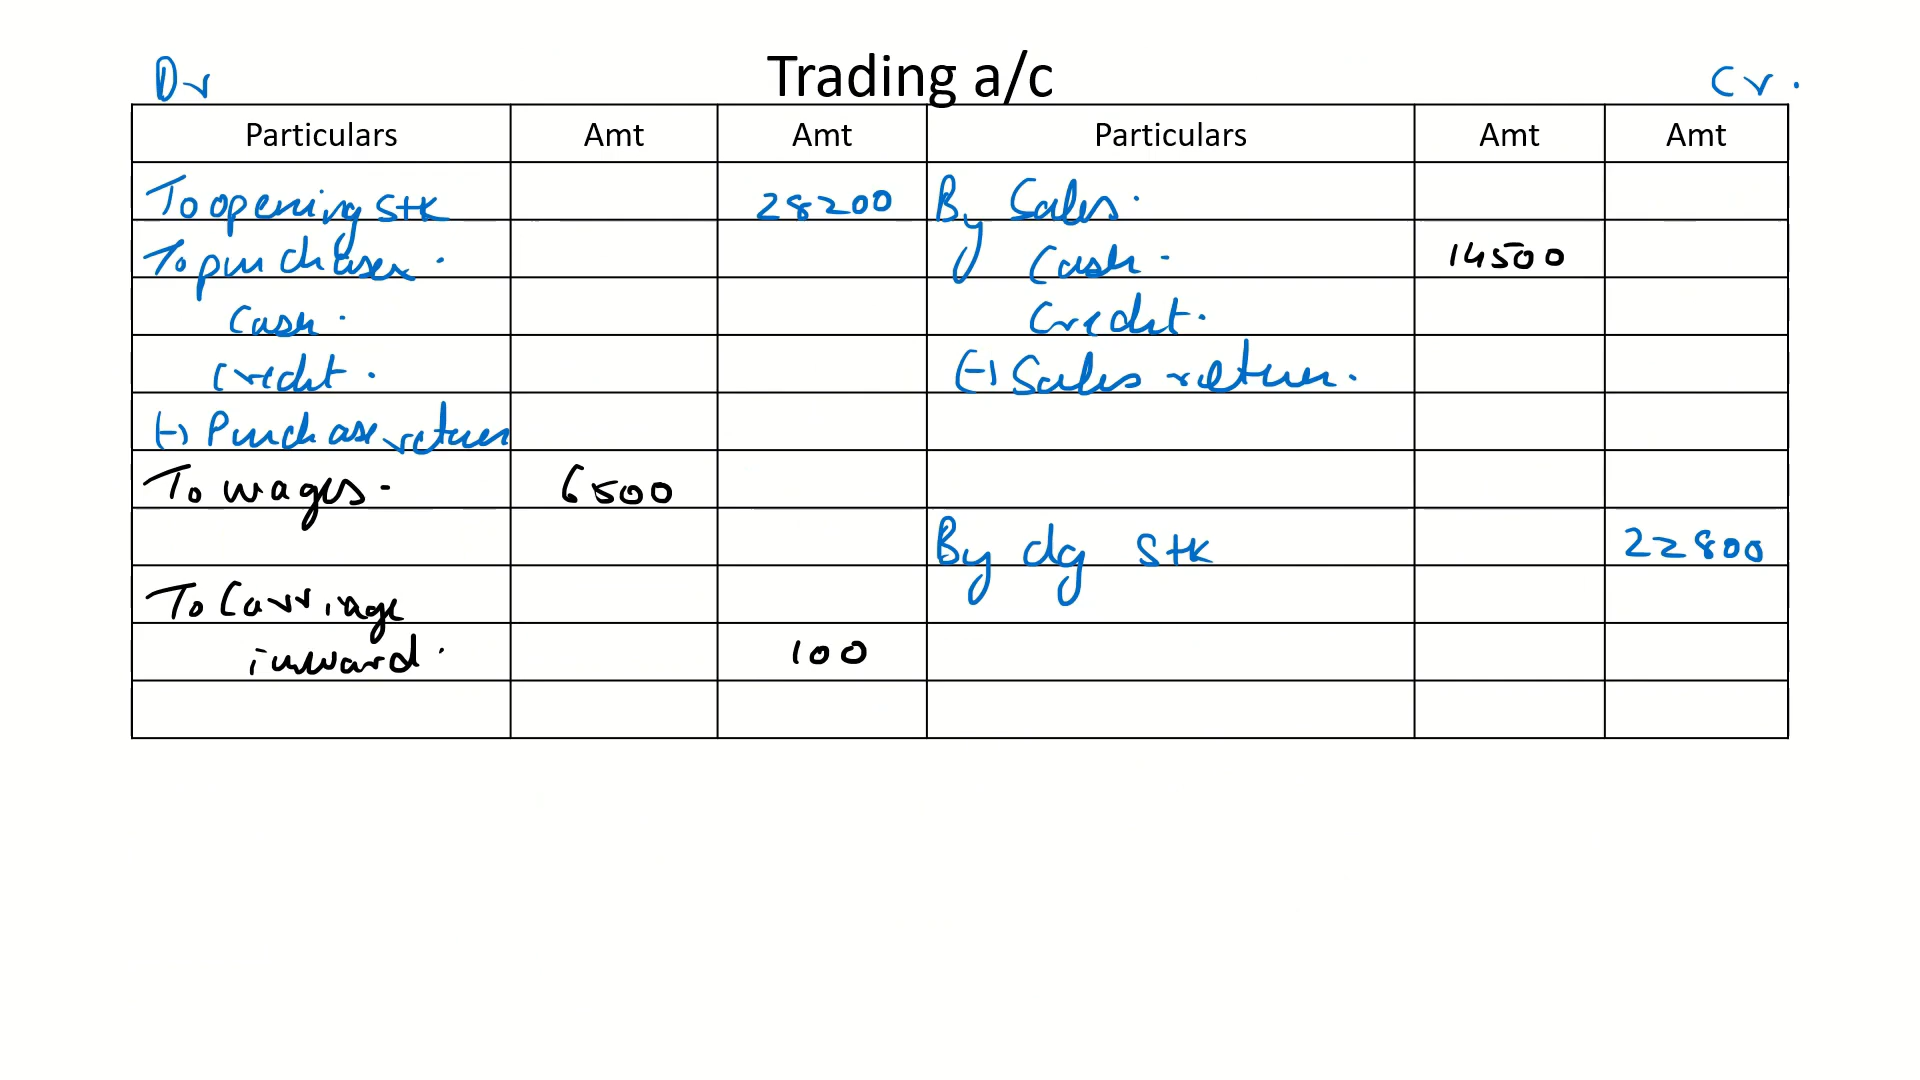 Dr Trading a/c Cr.
Particulars Amt Amt Particulars Amt Amt
To opening stk 28200 By Sales.
To purchases. Cash. 14500
Cash. Credit.
Credit. (-) Sales return.
(-) Purchase return
To wages. 6500
By clg stk 22800
To Carriage
inward. 100